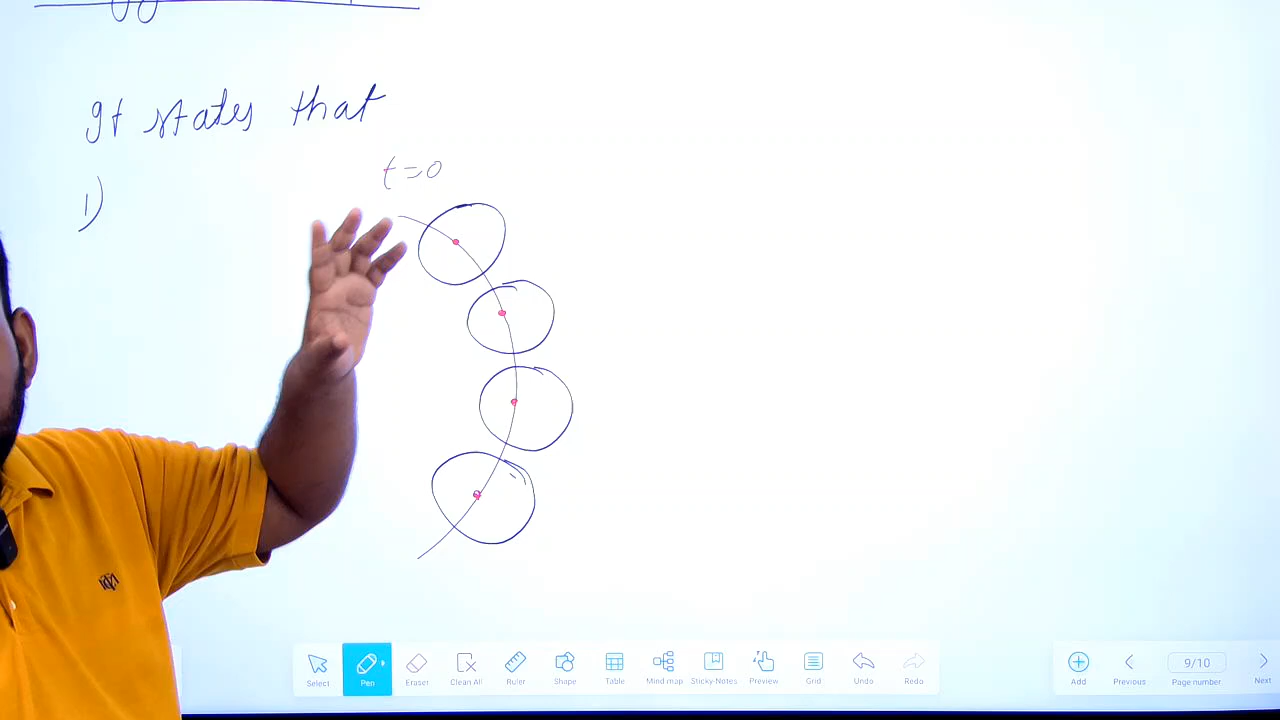 It states that
t=0
1)
Select
Pen
Eraser
Clean All
Ruler
Shape
Table
Mind map
Sticky-Notes
Preview
Grid
Undo
Redo
Add
Previous
9/10
Page number
Next